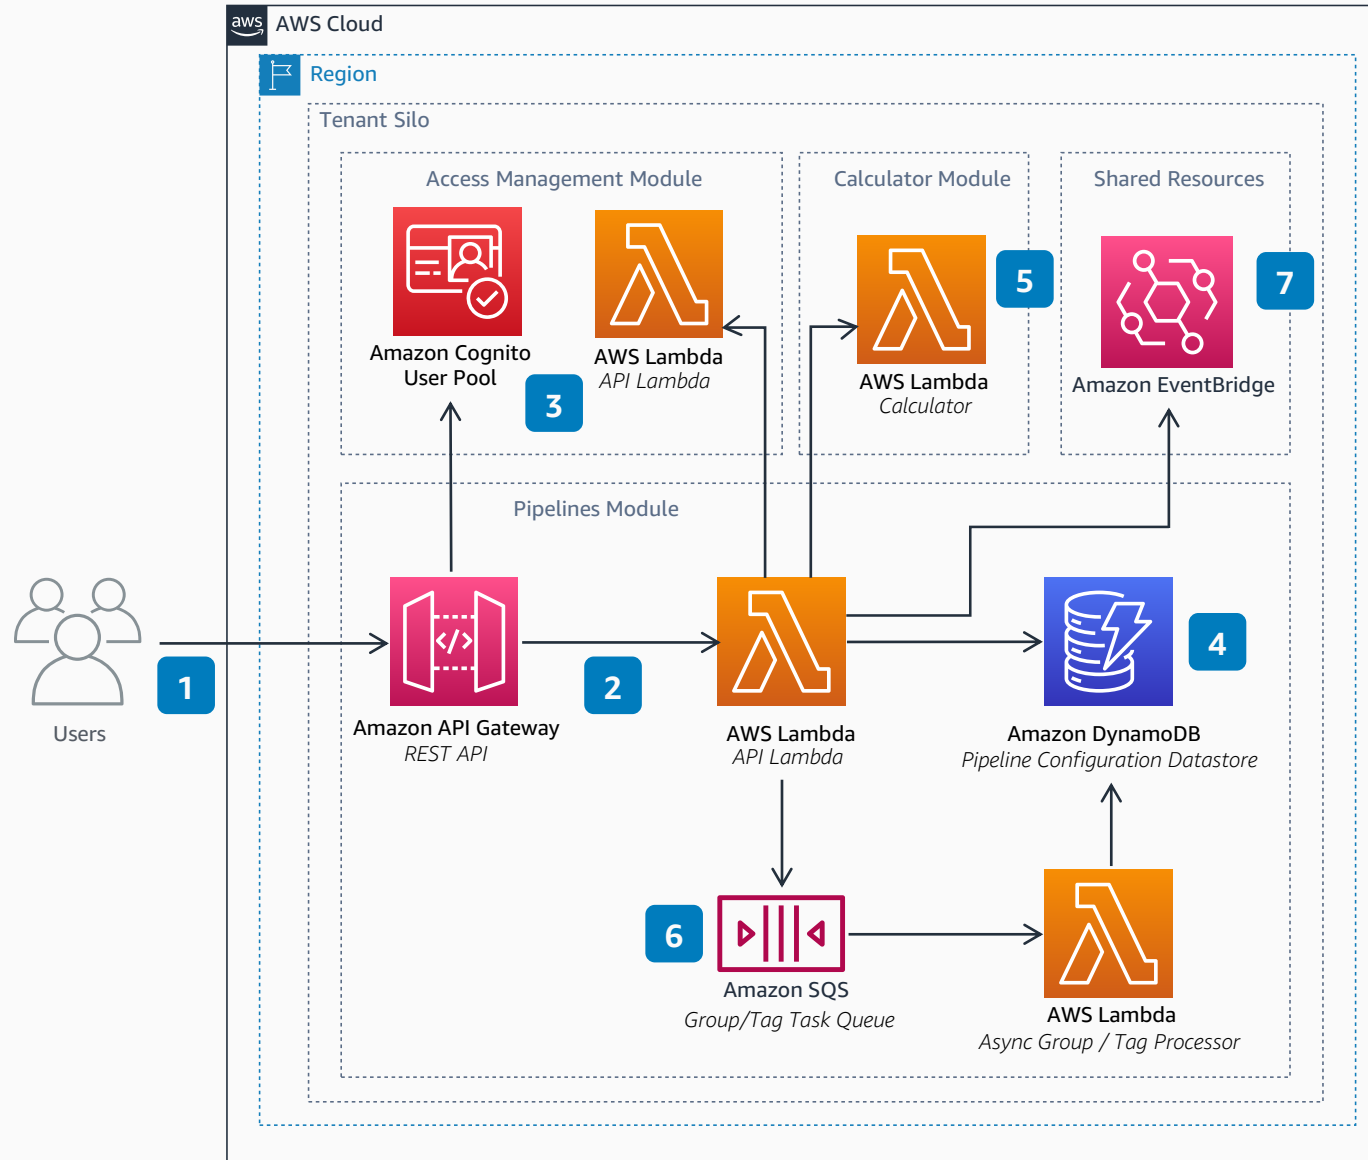 aws
AWS Cloud
Region
Tenant Silo
Access Management Module
Calculator Module
Shared Resources
Amazon Cognito
User Pool
AWS Lambda
API Lambda
3
AWS Lambda
Calculator
5
Amazon EventBridge
7
Pipelines Module
Users
1
</>
Amazon API Gateway
REST API
2
AWS Lambda
API Lambda
Amazon DynamoDB
Pipeline Configuration Datastore
4
6
Amazon SQS
Group/Tag Task Queue
AWS Lambda
Async Group / Tag Processor